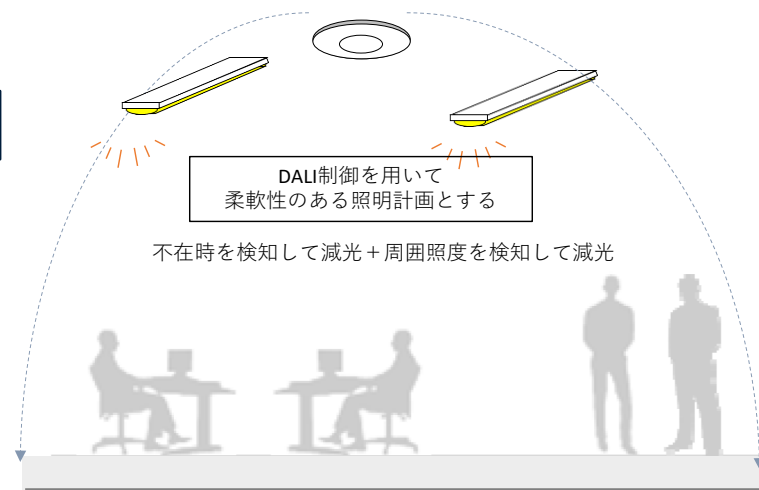 DALI制御を用いて
柔軟性のある照明計画とする
不在時を検知して減光＋周囲照度を検知して減光